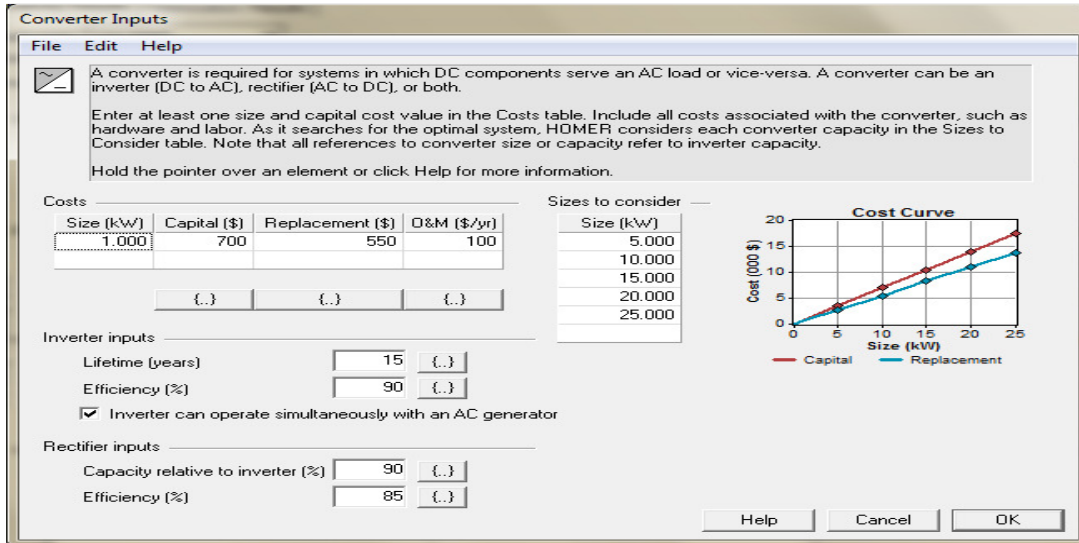 Converter Inputs
File Edit Help
A converter is required for systems in which DC components serve an AC load or vice-versa. A converter can be an
inverter (DC to AC), rectifier (AC to DC), or both.
Enter at least one size and capital cost value in the Costs table. Include all costs associated with the converter, such as
hardware and labor. As it searches for the optimal system, HOMER considers each converter capacity in the Sizes to
Consider table. Note that all references to converter size or capacity refer to inverter capacity.
Hold the pointer over an element or click Help for more information.
Costs
Size (kW) Capital ($) Replacement ($) O&M ($/yr)
1.000 700 550 100
{..} {..} {..}
Sizes to consider
Size (kW)
5.000
10.000
15.000
20.000
25.000
Cost Curve
Cost (000 $)
20
15
10
5
0
0 5 10 15 20 25
Size (kW)
Capital Replacement
Inverter inputs
Lifetime (years) 15 {..}
Efficiency (%) 90 {..}
Inverter can operate simultaneously with an AC generator
Rectifier inputs
Capacity relative to inverter (%) 90 {..}
Efficiency (%) 85 {..}
Help Cancel OK